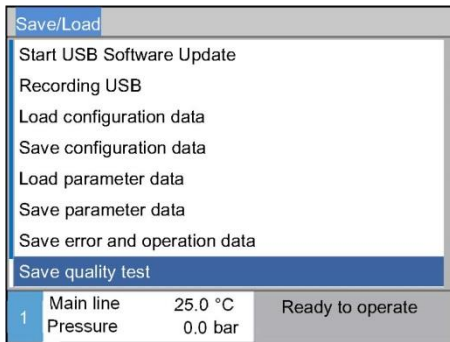 Save/Load
Start USB Software Update
Recording USB
Load configuration data
Save configuration data
Load parameter data
Save parameter data
Save error and operation data
Save quality test
1 Main line 25.0 °C Ready to operate
Pressure 0.0 bar